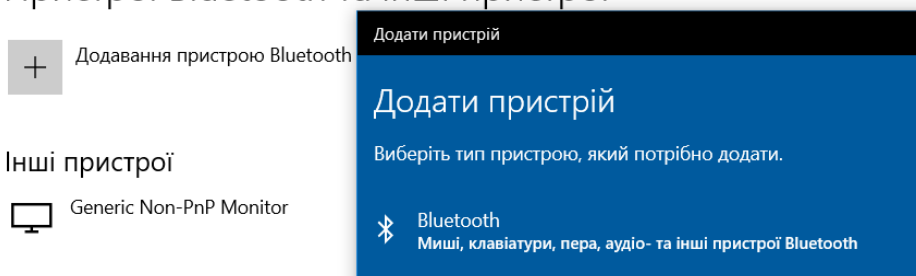 Додавання пристрою Bluetooth
Інші пристрої
Generic Non-PnP Monitor
Додати пристрій
Додати пристрій
Виберіть тип пристрою, який потрібно додати.
Bluetooth
Миші, клавіатури, пера, аудіо- та інші пристрої Bluetooth